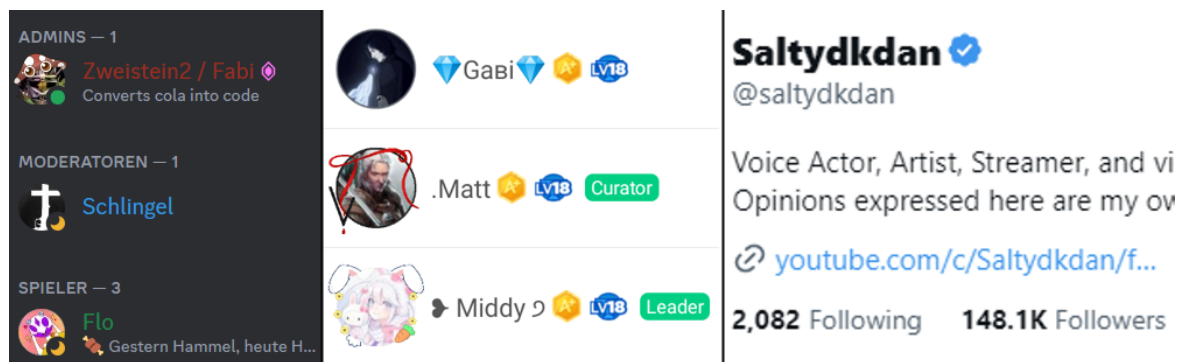 ADMINS — 1
Zweistein2 / Fabi
Converts cola into code
MODERATOREN — 1
Schlingel
SPIELER — 3
Flo
🍖 Gestern Hammel, heute H...
💎Gaвi💎 A+ LV18
.Matt A+ LV18 Curator
❥ Middy୨ A+ LV18 Leader
Saltydkdan
@saltydkdan
Voice Actor, Artist, Streamer, and vi
Opinions expressed here are my ow
youtube.com/c/Saltydkdan/f...
2,082 Following 148.1K Followers